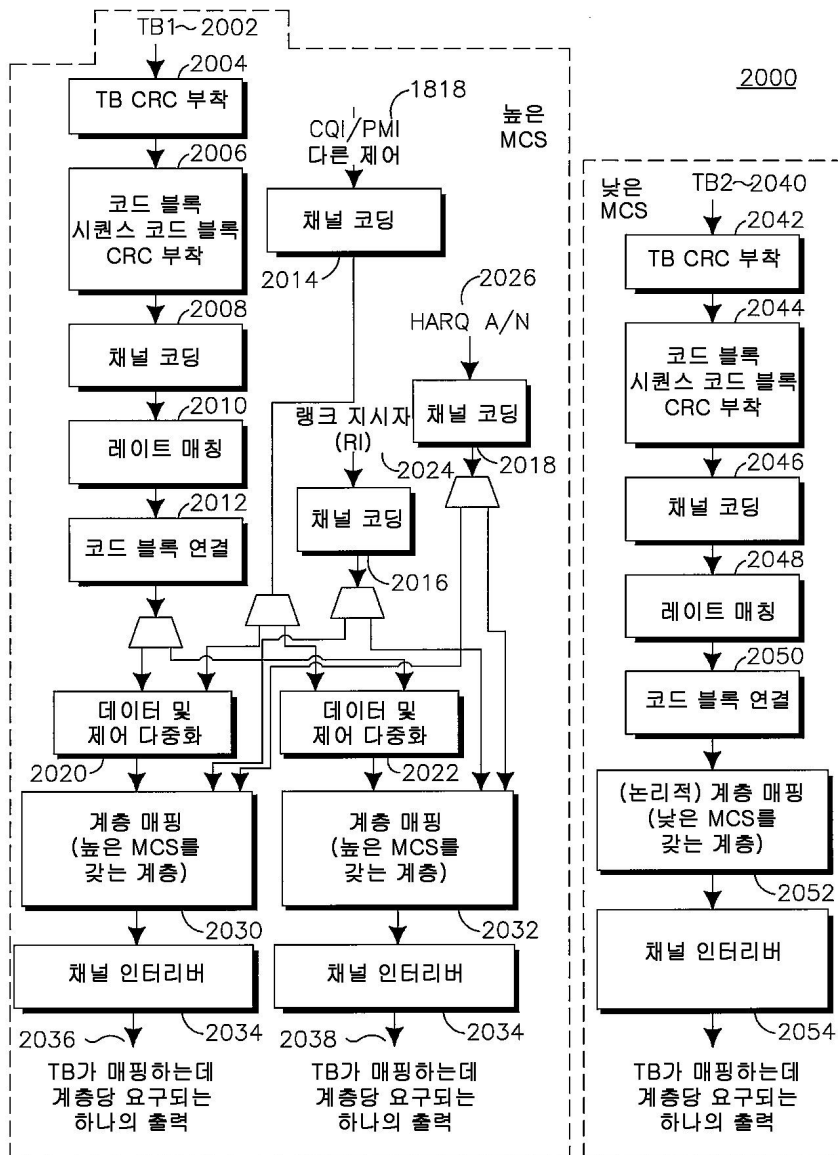 TB1~2002
2004
TB CRC 부착
2006
코드 블록
시퀀스 코드 블록
CRC 부착
2008
채널 코딩
2010
레이트 매칭
2012
코드 블록 연결
1818
CQI/PMI
다른 제어
높은
MCS
채널 코딩
2014
2026
HARQ A/N
채널 코딩
2018
랭크 지시자
(RI)
2024
채널 코딩
2016
데이터 및
제어 다중화
2020
데이터 및
제어 다중화
2022
계층 매핑
(높은 MCS를
갖는 계층)
2030
계층 매핑
(높은 MCS를
갖는 계층)
2032
채널 인터리버
2034
채널 인터리버
2034
2036
TB가 매핑하는데
계층당 요구되는
하나의 출력
2038
TB가 매핑하는데
계층당 요구되는
하나의 출력
2000
낮은
MCS
TB2~2040
2042
TB CRC 부착
2044
코드 블록
시퀀스 코드 블록
CRC 부착
2046
채널 코딩
2048
레이트 매칭
2050
코드 블록 연결
(논리적) 계층 매핑
(낮은 MCS를
갖는 계층)
2052
채널 인터리버
2054
TB가 매핑하는데
계층당 요구되는
하나의 출력